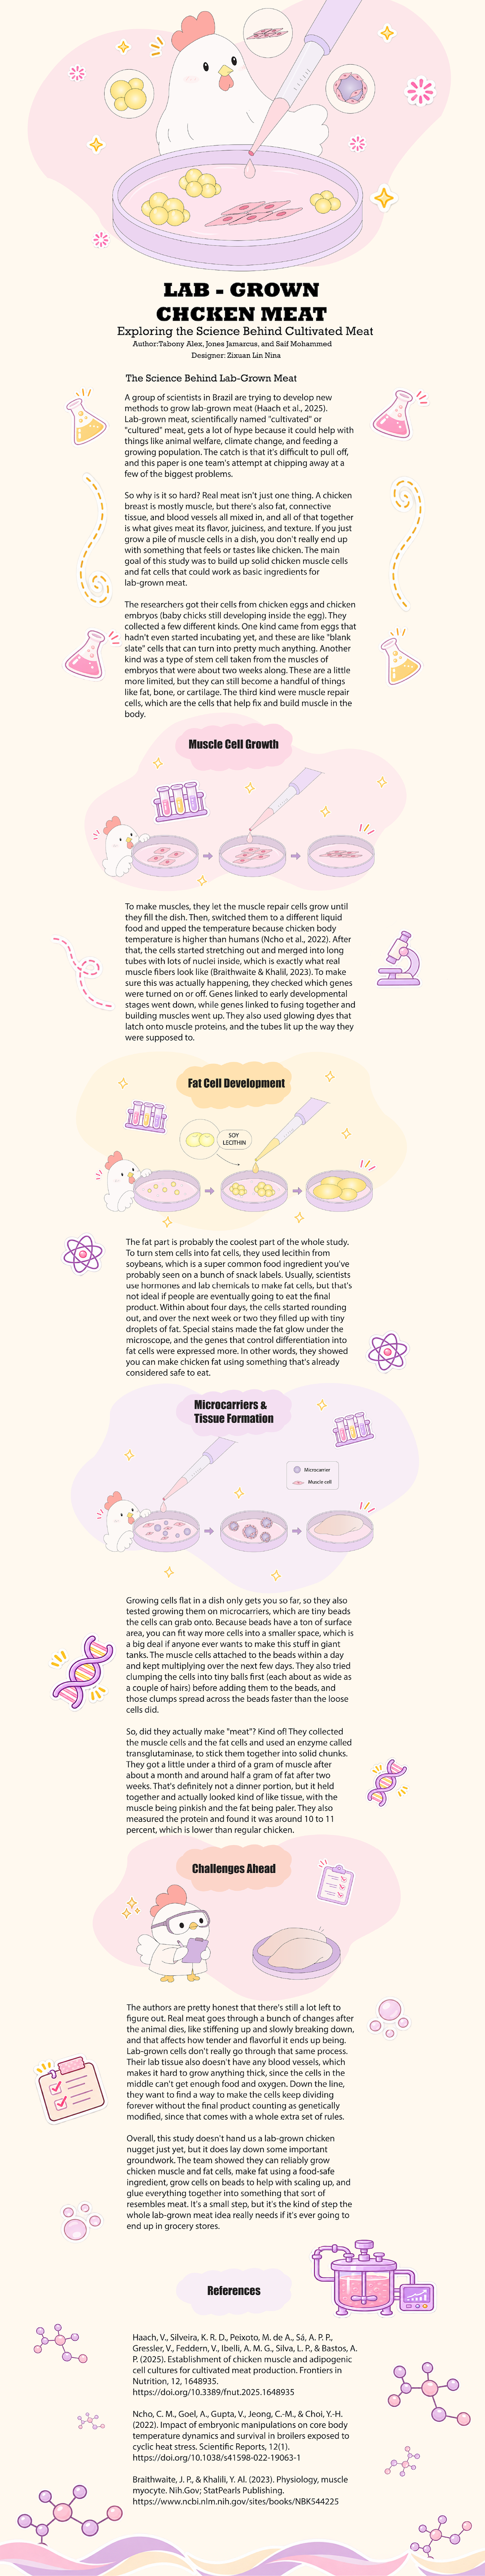 LAB - GROWN
CHCKEN MEAT
Exploring the Science Behind Cultivated Meat
Author:Tabony Alex, Jones Jamarcus, and Saif Mohammed
Designer: Zixuan Lin Nina
The Science Behind Lab-Grown Meat
A group of scientists in Brazil are trying to develop new
methods to grow lab-grown meat (Haach et al., 2025).
Lab-grown meat, scientifically named "cultivated" or
"cultured" meat, gets a lot of hype because it could help with
things like animal welfare, climate change, and feeding a
growing population. The catch is that it's difficult to pull off,
and this paper is one team's attempt at chipping away at a
few of the biggest problems.
So why is it so hard? Real meat isn't just one thing. A chicken
breast is mostly muscle, but there's also fat, connective
tissue, and blood vessels all mixed in, and all of that together
is what gives meat its flavor, juiciness, and texture. If you just
grow a pile of muscle cells in a dish, you don't really end up
with something that feels or tastes like chicken. The main
goal of this study was to build up solid chicken muscle cells
and fat cells that could work as basic ingredients for
lab-grown meat.
The researchers got their cells from chicken eggs and chicken
embryos (baby chicks still developing inside the egg). They
collected a few different kinds. One kind came from eggs that
hadn't even started incubating yet, and these are like "blank
slate" cells that can turn into pretty much anything. Another
kind was a type of stem cell taken from the muscles of
embryos that were about two weeks along. These are a little
more limited, but they can still become a handful of things
like fat, bone, or cartilage. The third kind were muscle repair
cells, which are the cells that help fix and build muscle in the
body.
Muscle Cell Growth
To make muscles, they let the muscle repair cells grow until
they fill the dish. Then, switched them to a different liquid
food and upped the temperature because chicken body
temperature is higher than humans (Ncho et al., 2022). After
that, the cells started stretching out and merged into long
tubes with lots of nuclei inside, which is exactly what real
muscle fibers look like (Braithwaite & Khalil, 2023). To make
sure this was actually happening, they checked which genes
were turned on or off. Genes linked to early developmental
stages went down, while genes linked to fusing together and
building muscles went up. They also used glowing dyes that
latch onto muscle proteins, and the tubes lit up the way they
were supposed to.
Fat Cell Development
SOY
LECITHIN
The fat part is probably the coolest part of the whole study.
To turn stem cells into fat cells, they used lecithin from
soybeans, which is a super common food ingredient you've
probably seen on a bunch of snack labels. Usually, scientists
use hormones and lab chemicals to make fat cells, but that's
not ideal if people are eventually going to eat the final
product. Within about four days, the cells started rounding
out, and over the next week or two they filled up with tiny
droplets of fat. Special stains made the fat glow under the
microscope, and the genes that control differentiation into
fat cells were expressed more. In other words, they showed
you can make chicken fat using something that's already
considered safe to eat.
Microcarriers &
Tissue Formation
Microcarrier
Muscle cell
Growing cells flat in a dish only gets you so far, so they also
tested growing them on microcarriers, which are tiny beads
the cells can grab onto. Because beads have a ton of surface
area, you can fit way more cells into a smaller space, which is
a big deal if anyone ever wants to make this stuff in giant
tanks. The muscle cells attached to the beads within a day
and kept multiplying over the next few days. They also tried
clumping the cells into tiny balls first (each about as wide as
a couple of hairs) before adding them to the beads, and
those clumps spread across the beads faster than the loose
cells did.
So, did they actually make "meat"? Kind of! They collected
the muscle cells and the fat cells and used an enzyme called
transglutaminase, to stick them together into solid chunks.
They got a little under a third of a gram of muscle after
about a month and around half a gram of fat after two
weeks. That's definitely not a dinner portion, but it held
together and actually looked kind of like tissue, with the
muscle being pinkish and the fat being paler. They also
measured the protein and found it was around 10 to 11
percent, which is lower than regular chicken.
Challenges Ahead
The authors are pretty honest that there's still a lot left to
figure out. Real meat goes through a bunch of changes after
the animal dies, like stiffening up and slowly breaking down,
and that affects how tender and flavorful it ends up being.
Lab-grown cells don't really go through that same process.
Their lab tissue also doesn't have any blood vessels, which
makes it hard to grow anything thick, since the cells in the
middle can't get enough food and oxygen. Down the line,
they want to find a way to make the cells keep dividing
forever without the final product counting as genetically
modified, since that comes with a whole extra set of rules.
Overall, this study doesn't hand us a lab-grown chicken
nugget just yet, but it does lay down some important
groundwork. The team showed they can reliably grow
chicken muscle and fat cells, make fat using a food-safe
ingredient, grow cells on beads to help with scaling up, and
glue everything together into something that sort of
resembles meat. It's a small step, but it's the kind of step the
whole lab-grown meat idea really needs if it's ever going to
end up in grocery stores.
References
Haach, V., Silveira, K. R. D., Peixoto, M. de A., Sá, A. P. P.,
Gressler, V., Feddern, V., Ibelli, A. M. G., Silva, L. P., & Bastos, A.
P. (2025). Establishment of chicken muscle and adipogenic
cell cultures for cultivated meat production. Frontiers in
Nutrition, 12, 1648935.
https://doi.org/10.3389/fnut.2025.1648935
Ncho, C. M., Goel, A., Gupta, V., Jeong, C.-M., & Choi, Y.-H.
(2022). Impact of embryonic manipulations on core body
temperature dynamics and survival in broilers exposed to
cyclic heat stress. Scientific Reports, 12(1).
https://doi.org/10.1038/s41598-022-19063-1
Braithwaite, J. P., & Khalili, Y. Al. (2023). Physiology, muscle
myocyte. Nih.Gov; StatPearls Publishing.
https://www.ncbi.nlm.nih.gov/sites/books/NBK544225